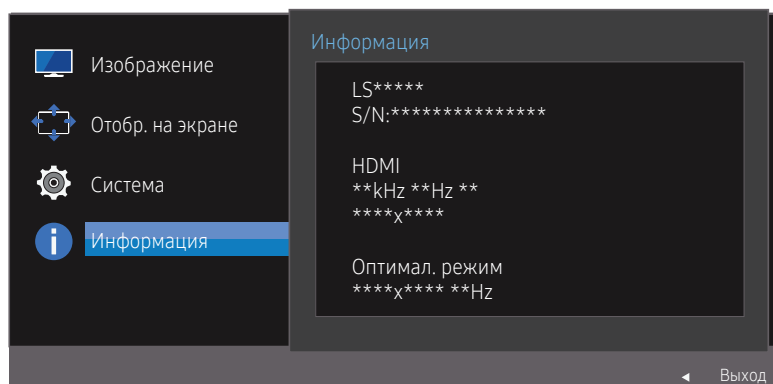 Изображение
Отобр. на экране
Система
Информация
Информация
LS*****
S/N:***************
HDMI
**kHz **Hz **
****x****
Оптимал. режим
****x**** **Hz
Выход